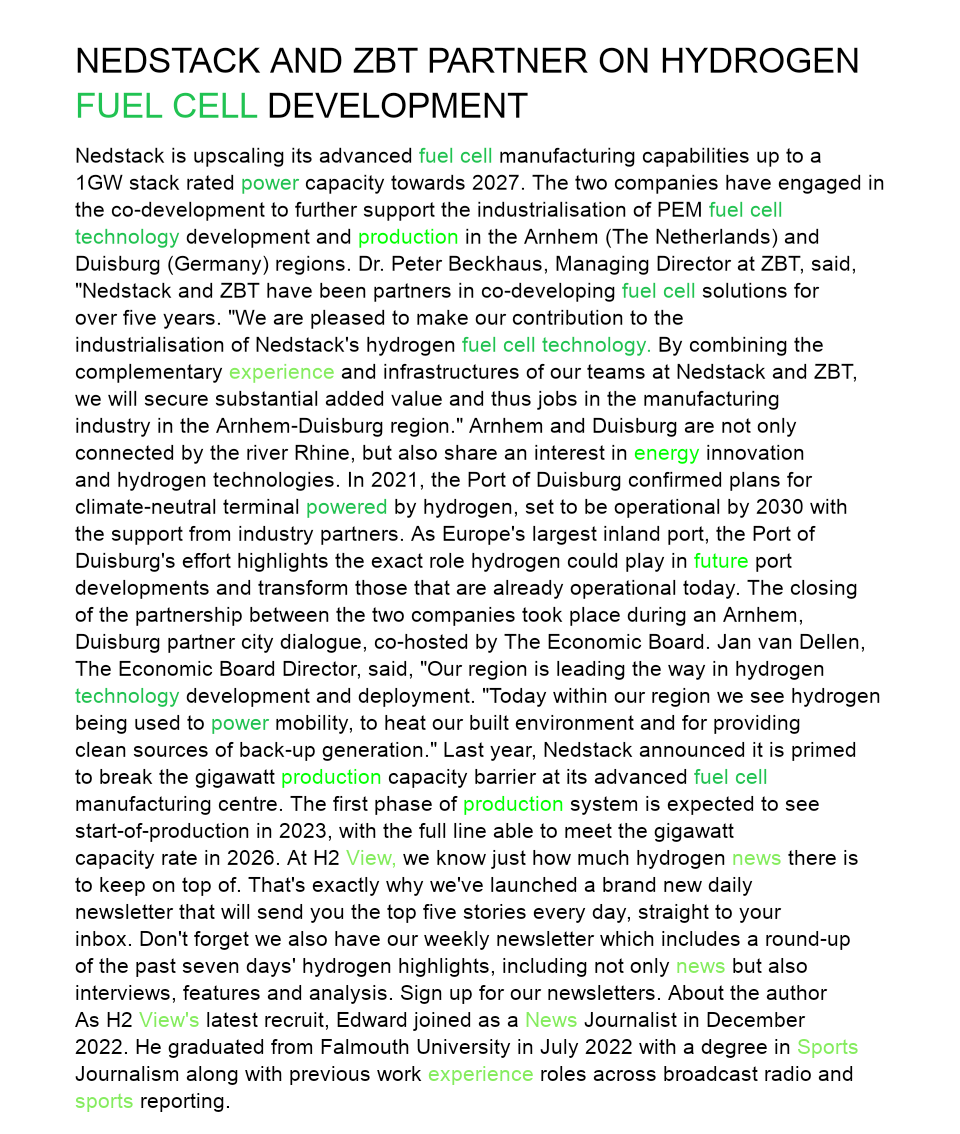 NEDSTACK AND ZBT PARTNER ON HYDROGEN
FUEL CELL DEVELOPMENT
Nedstack is upscaling its advanced fuel cell manufacturing capabilities up to a
1GW stack rated power capacity towards 2027. The two companies have engaged in
the co-development to further support the industrialisation of PEM fuel cell
technology development and production in the Arnhem (The Netherlands) and
Duisburg (Germany) regions. Dr. Peter Beckhaus, Managing Director at ZBT, said,
"Nedstack and ZBT have been partners in co-developing fuel cell solutions for
over five years. "We are pleased to make our contribution to the
industrialisation of Nedstack's hydrogen fuel cell technology. By combining the
complementary experience and infrastructures of our teams at Nedstack and ZBT,
we will secure substantial added value and thus jobs in the manufacturing
industry in the Arnhem-Duisburg region." Arnhem and Duisburg are not only
connected by the river Rhine, but also share an interest in energy innovation
and hydrogen technologies. In 2021, the Port of Duisburg confirmed plans for
climate-neutral terminal powered by hydrogen, set to be operational by 2030 with
the support from industry partners. As Europe's largest inland port, the Port of
Duisburg's effort highlights the exact role hydrogen could play in future port
developments and transform those that are already operational today. The closing
of the partnership between the two companies took place during an Arnhem,
Duisburg partner city dialogue, co-hosted by The Economic Board. Jan van Dellen,
The Economic Board Director, said, "Our region is leading the way in hydrogen
technology development and deployment. "Today within our region we see hydrogen
being used to power mobility, to heat our built environment and for providing
clean sources of back-up generation." Last year, Nedstack announced it is primed
to break the gigawatt production capacity barrier at its advanced fuel cell
manufacturing centre. The first phase of production system is expected to see
start-of-production in 2023, with the full line able to meet the gigawatt
capacity rate in 2026. At H2 View, we know just how much hydrogen news there is
to keep on top of. That's exactly why we've launched a brand new daily
newsletter that will send you the top five stories every day, straight to your
inbox. Don't forget we also have our weekly newsletter which includes a round-up
of the past seven days' hydrogen highlights, including not only news but also
interviews, features and analysis. Sign up for our newsletters. About the author
As H2 View's latest recruit, Edward joined as a News Journalist in December
2022. He graduated from Falmouth University in July 2022 with a degree in Sports
Journalism along with previous work experience roles across broadcast radio and
sports reporting.